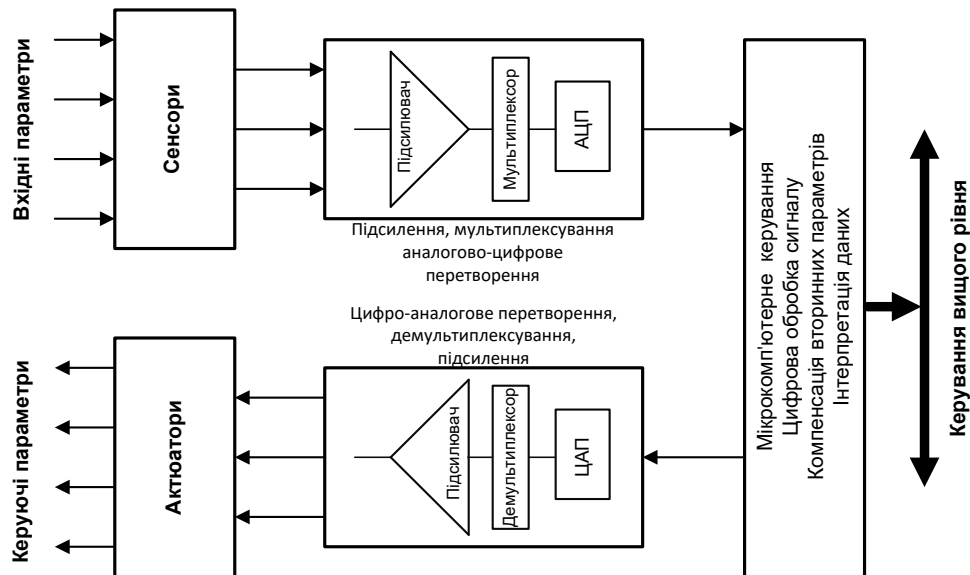 Вхідні параметри
Сенсори
Підсилювач
Мультиплексор
АЦП
Підсилення, мультиплексування
аналогово-цифрове
перетворення
Мікрокомп'ютерне керування
Цифрова обробка сигналу
Компенсація вторинних параметрів
Інтерпретація даних
Керування вищого рівня
Цифро-аналогове перетворення,
демультиплексування,
підсилення
Керуючі параметри
Актюатори
Підсилювач
Демультиплексор
ЦАП